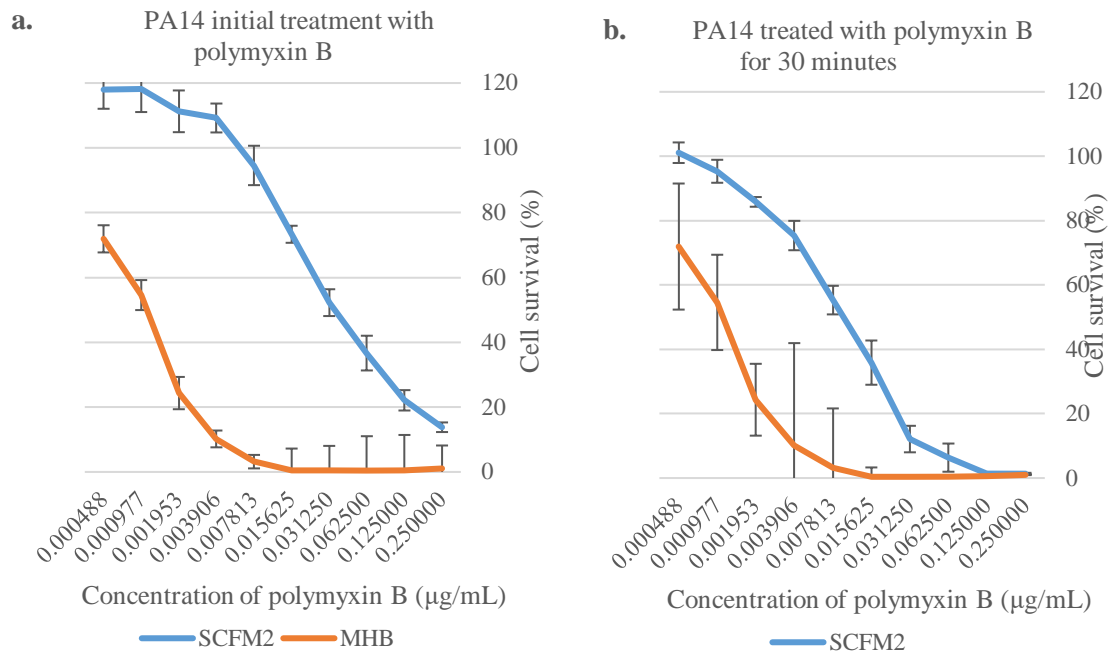 a.
PA14 initial treatment with
polymyxin B
120
100
80
60
40
20
0
Cell survival (%)
0.000488
0.000977
0.001953
0.003906
0.007813
0.015625
0.031250
0.062500
0.125000
0.250000
Concentration of polymyxin B (µg/mL)
SCFM2
MHB
b.
PA14 treated with polymyxin B
for 30 minutes
120
100
80
60
40
20
0
Cell survival (%)
0.000488
0.000977
0.001953
0.003906
0.007813
0.015625
0.031250
0.062500
0.125000
0.250000
Concentration of polymyxin B (µg/mL)
SCFM2